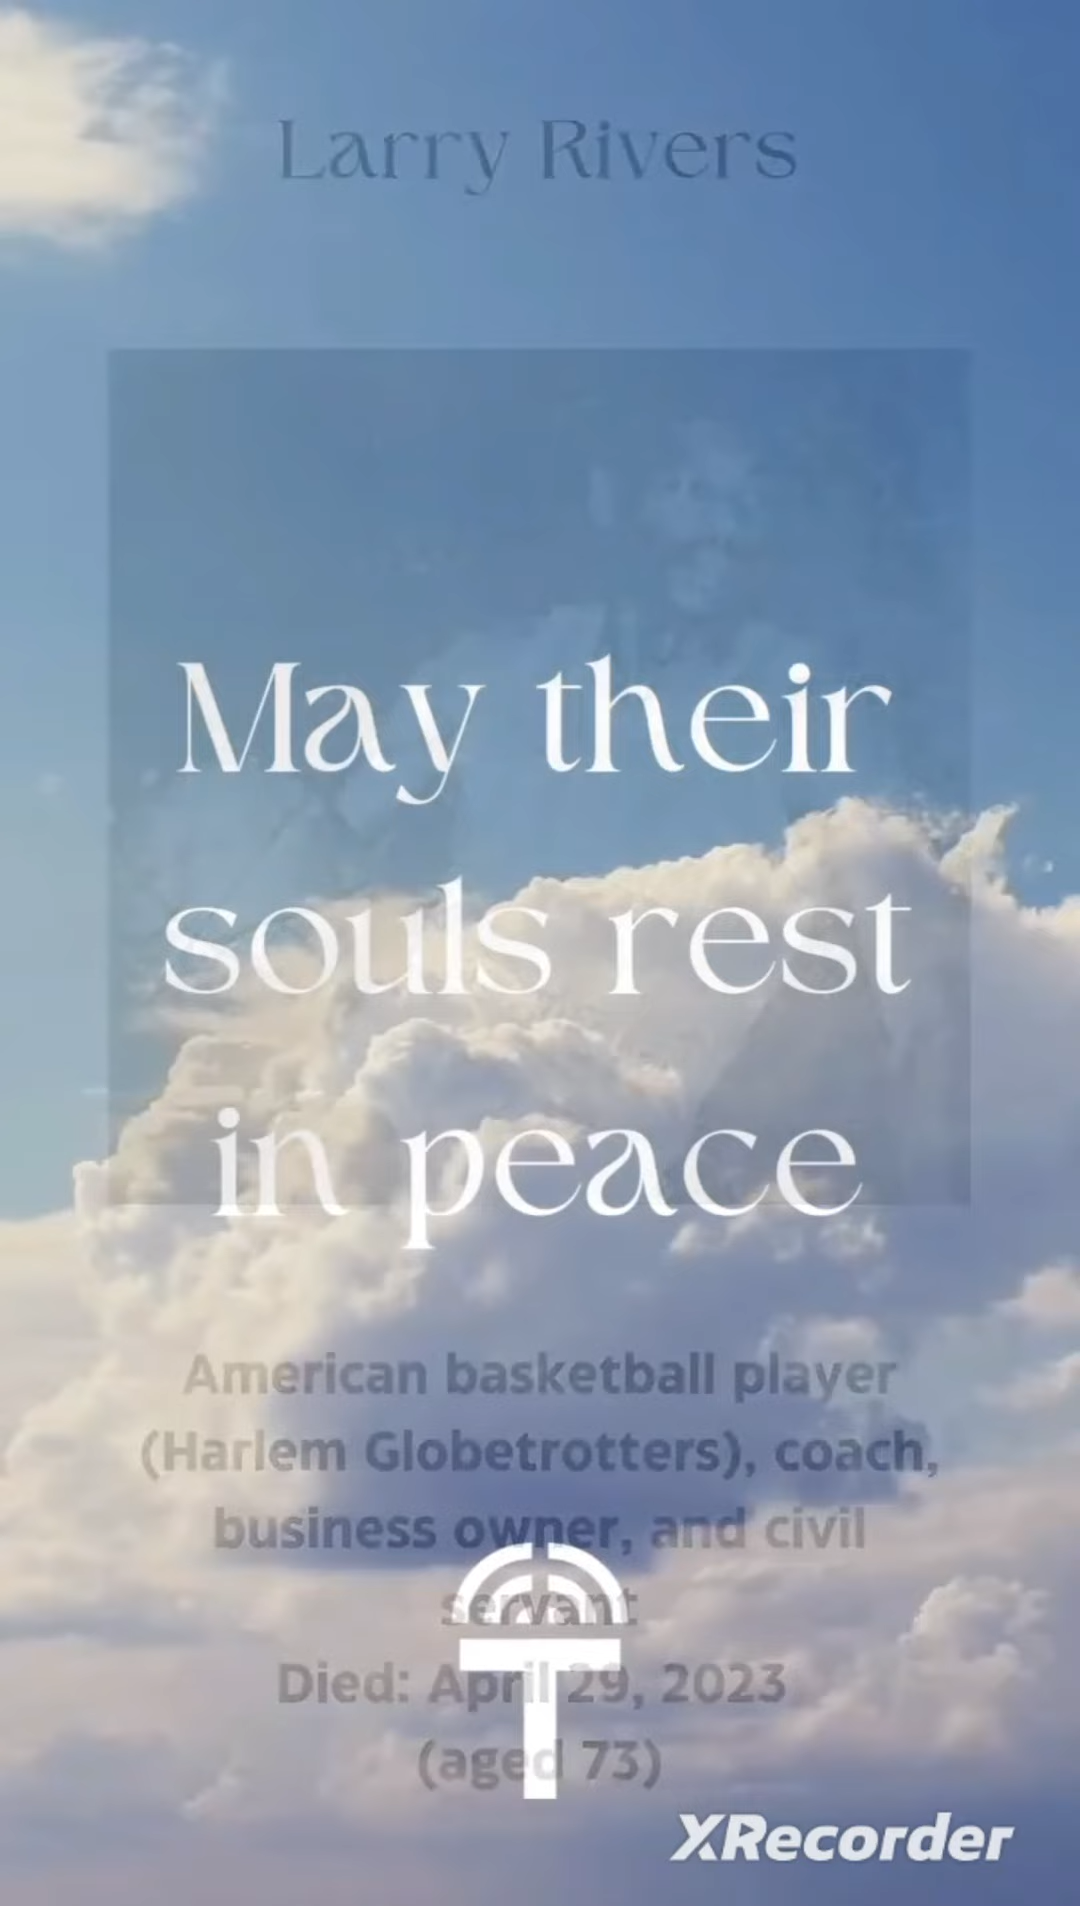 Larry Rivers
May their
souls rest
in peace
American basketball player
(Harlem Globetrotters), coach,
business owner, and civil
servant
Died: April 29, 2023
(aged 73)
XRecorder